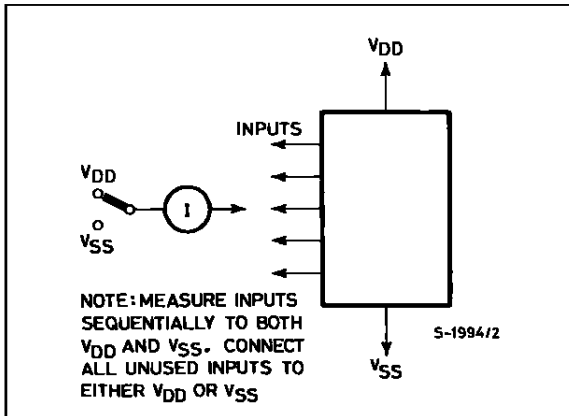 VDD
INPUTS
VDD
I
VSS
NOTE: MEASURE INPUTS
SEQUENTIALLY TO BOTH
VDD AND VSS. CONNECT
ALL UNUSED INPUTS TO
EITHER VDD OR VSS
S-1994/2
VSS